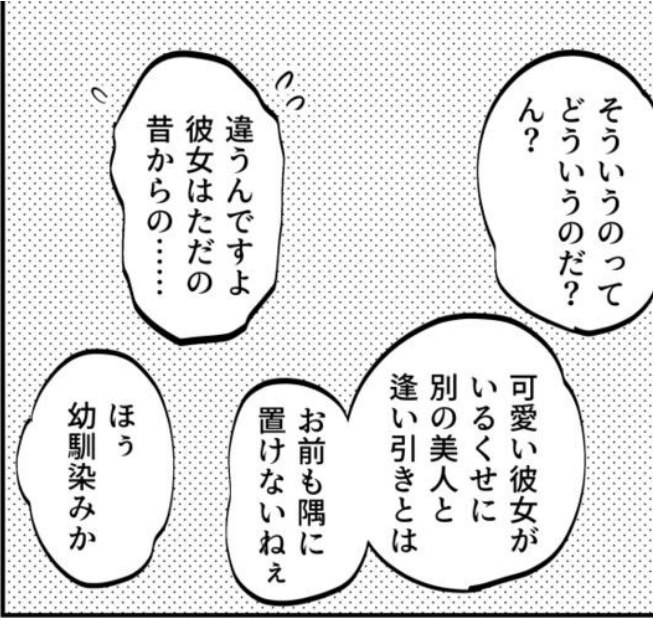 そういうのって
どういうのだ？
ん？
可愛い彼女が
いるくせに
別の美人と
逢い引きとは
お前も隅に
置けないねぇ
違うんですよ
彼女はただの
昔からの……
ほぅ
幼馴染みか